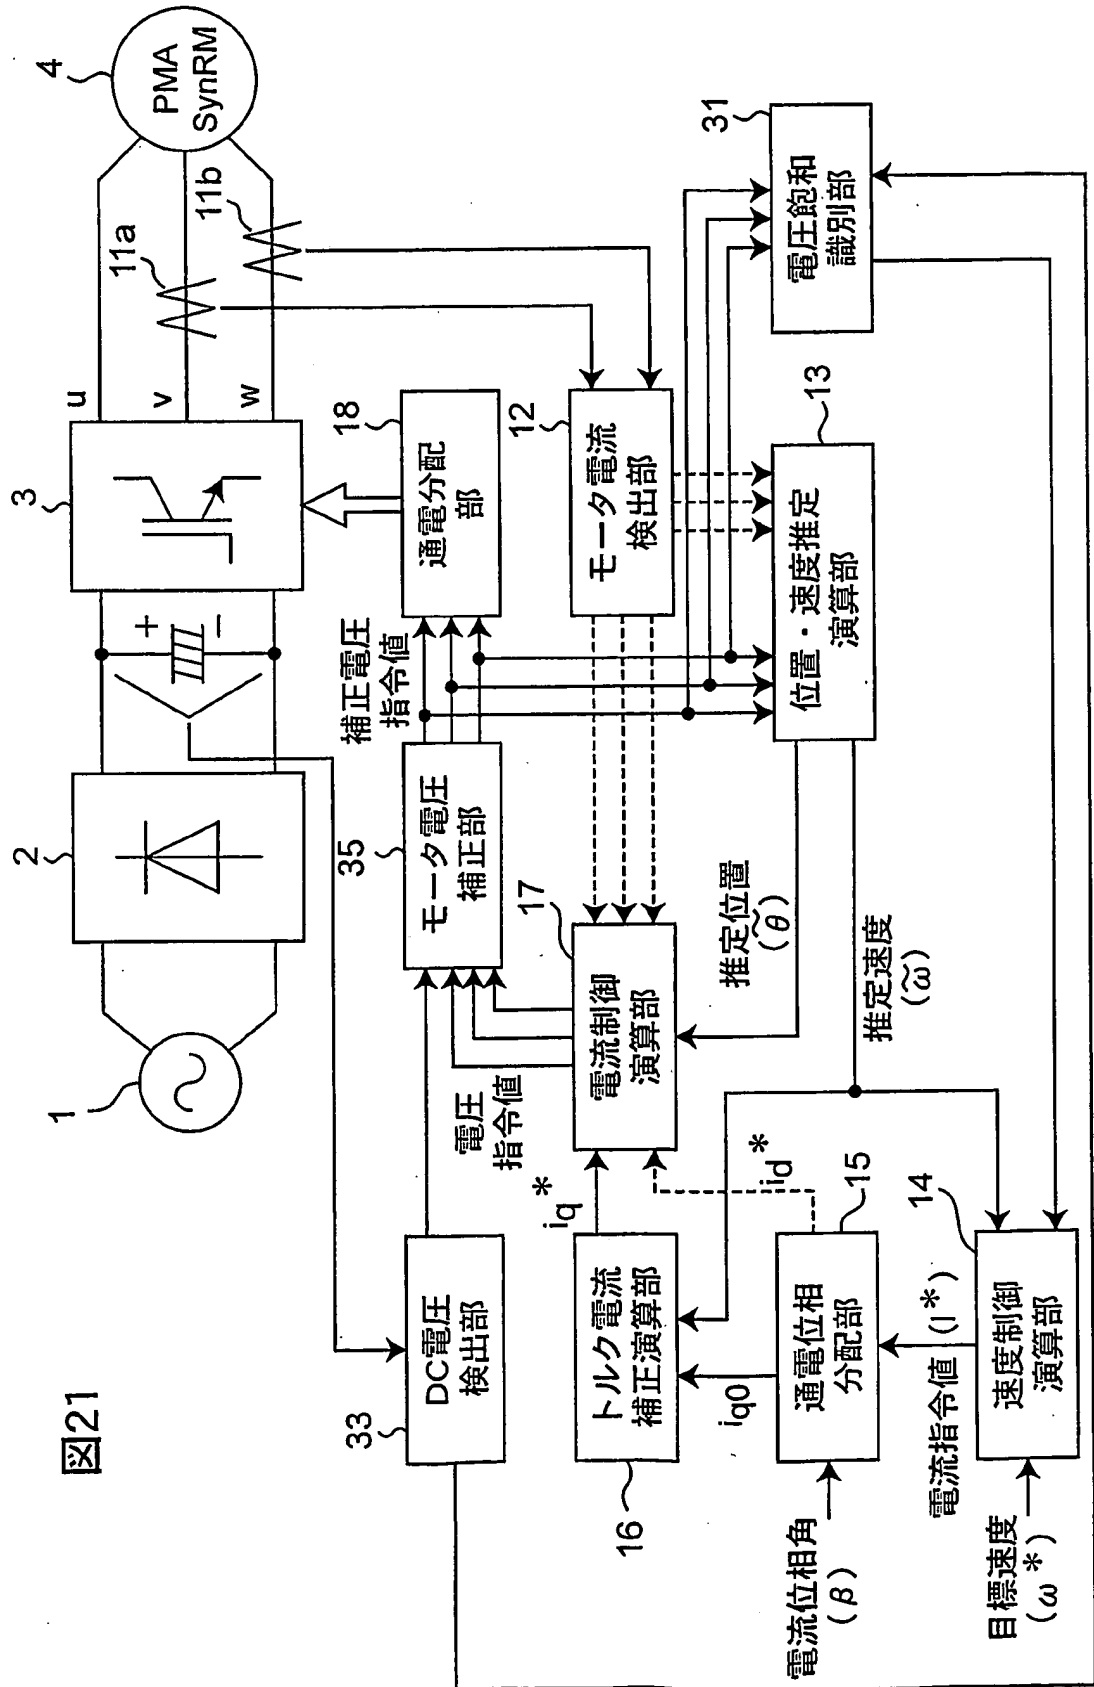 図21
1
2
3
4
PMA
SynRM
u
v
w
11a
11b
+
−
33
DC電圧
検出部
35
モータ電圧
補正部
補正電圧
指令値
18
通電分配
部
電圧
指令値
12
モータ電流
検出部
16
トルク電流
補正演算部
iq*
17
電流制御
演算部
推定位置
(θ̃)
iq0
id*
15
通電位相
分配部
電流位相角
(β)
13
位置・速度推定
演算部
31
電圧飽和
識別部
推定速度
(ω̃)
電流指令値 (I*)
14
速度制御
演算部
目標速度
(ω*)